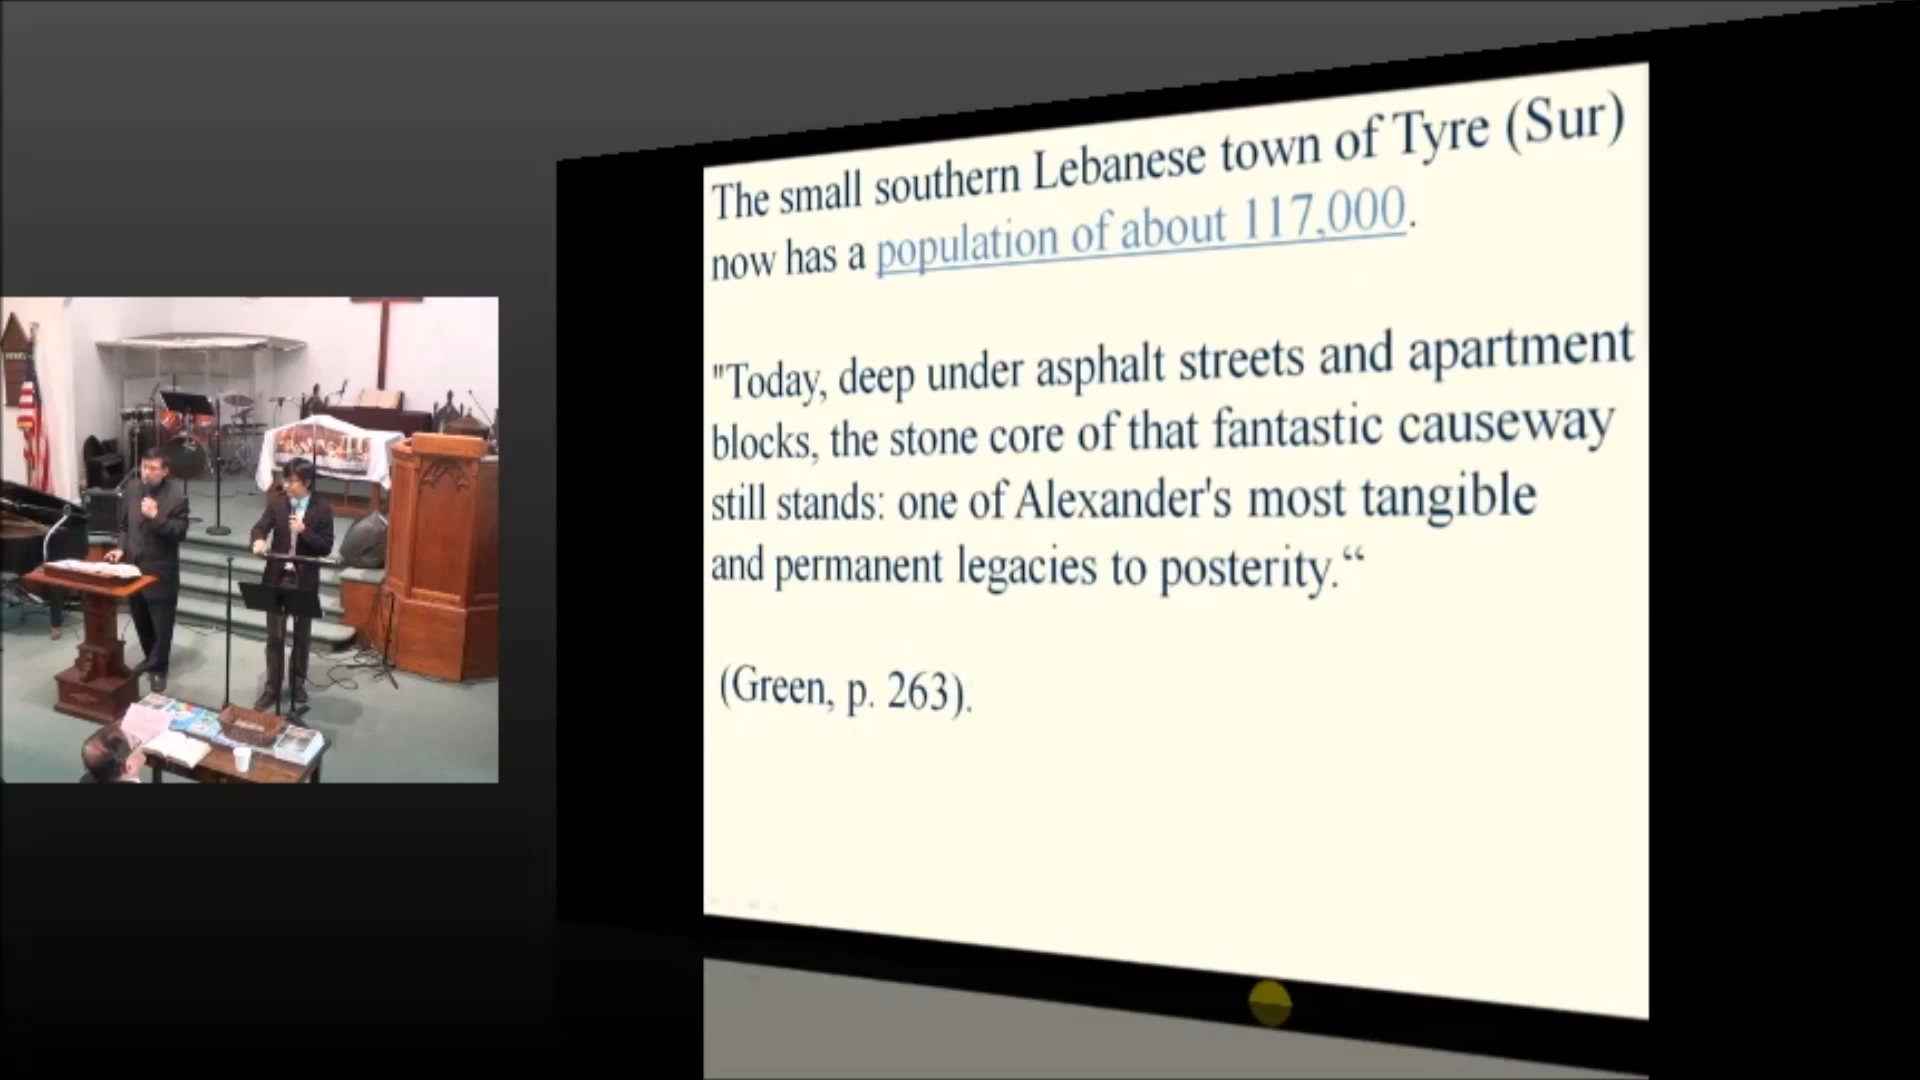 The small southern Lebanese town of Tyre (Sur)
now has a population of about 117,000.
"Today, deep under asphalt streets and apartment
blocks, the stone core of that fantastic causeway
still stands: one of Alexander's most tangible
and permanent legacies to posterity.“
(Green, p. 263).